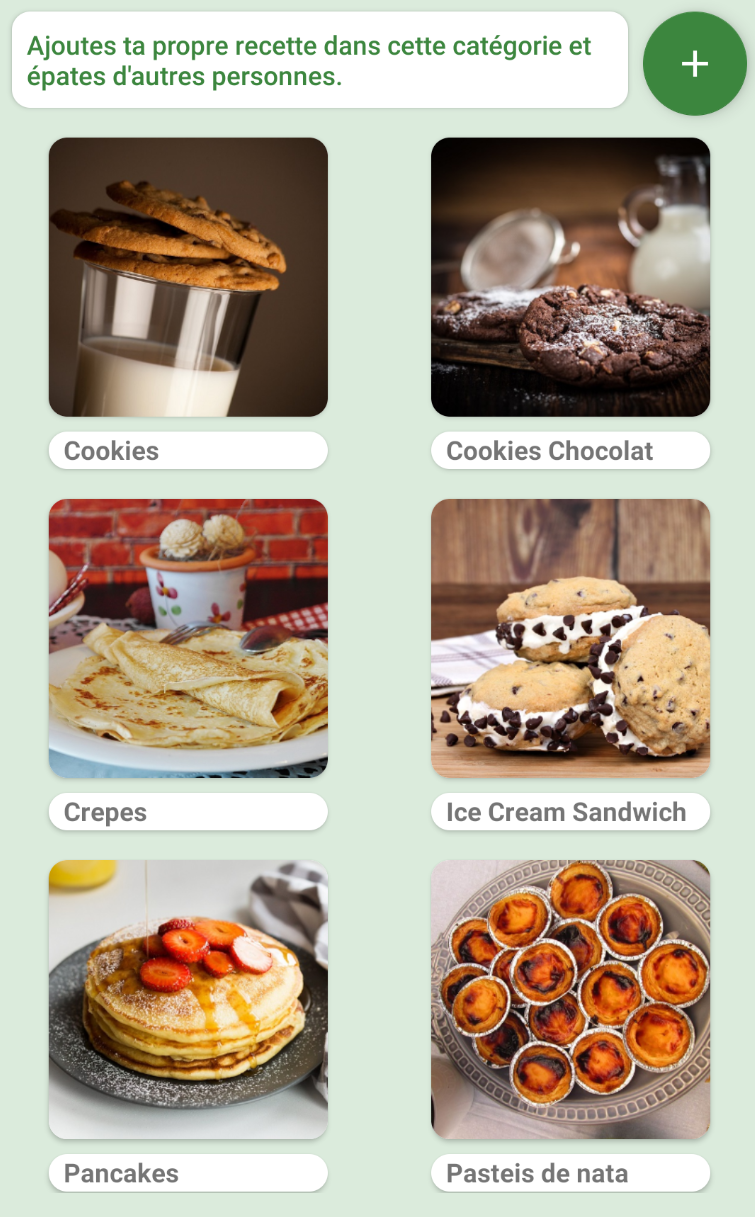 Ajoutes ta propre recette dans cette catégorie et
épates d'autres personnes.
+
Cookies
Cookies Chocolat
Crepes
Ice Cream Sandwich
Pancakes
Pasteis de nata